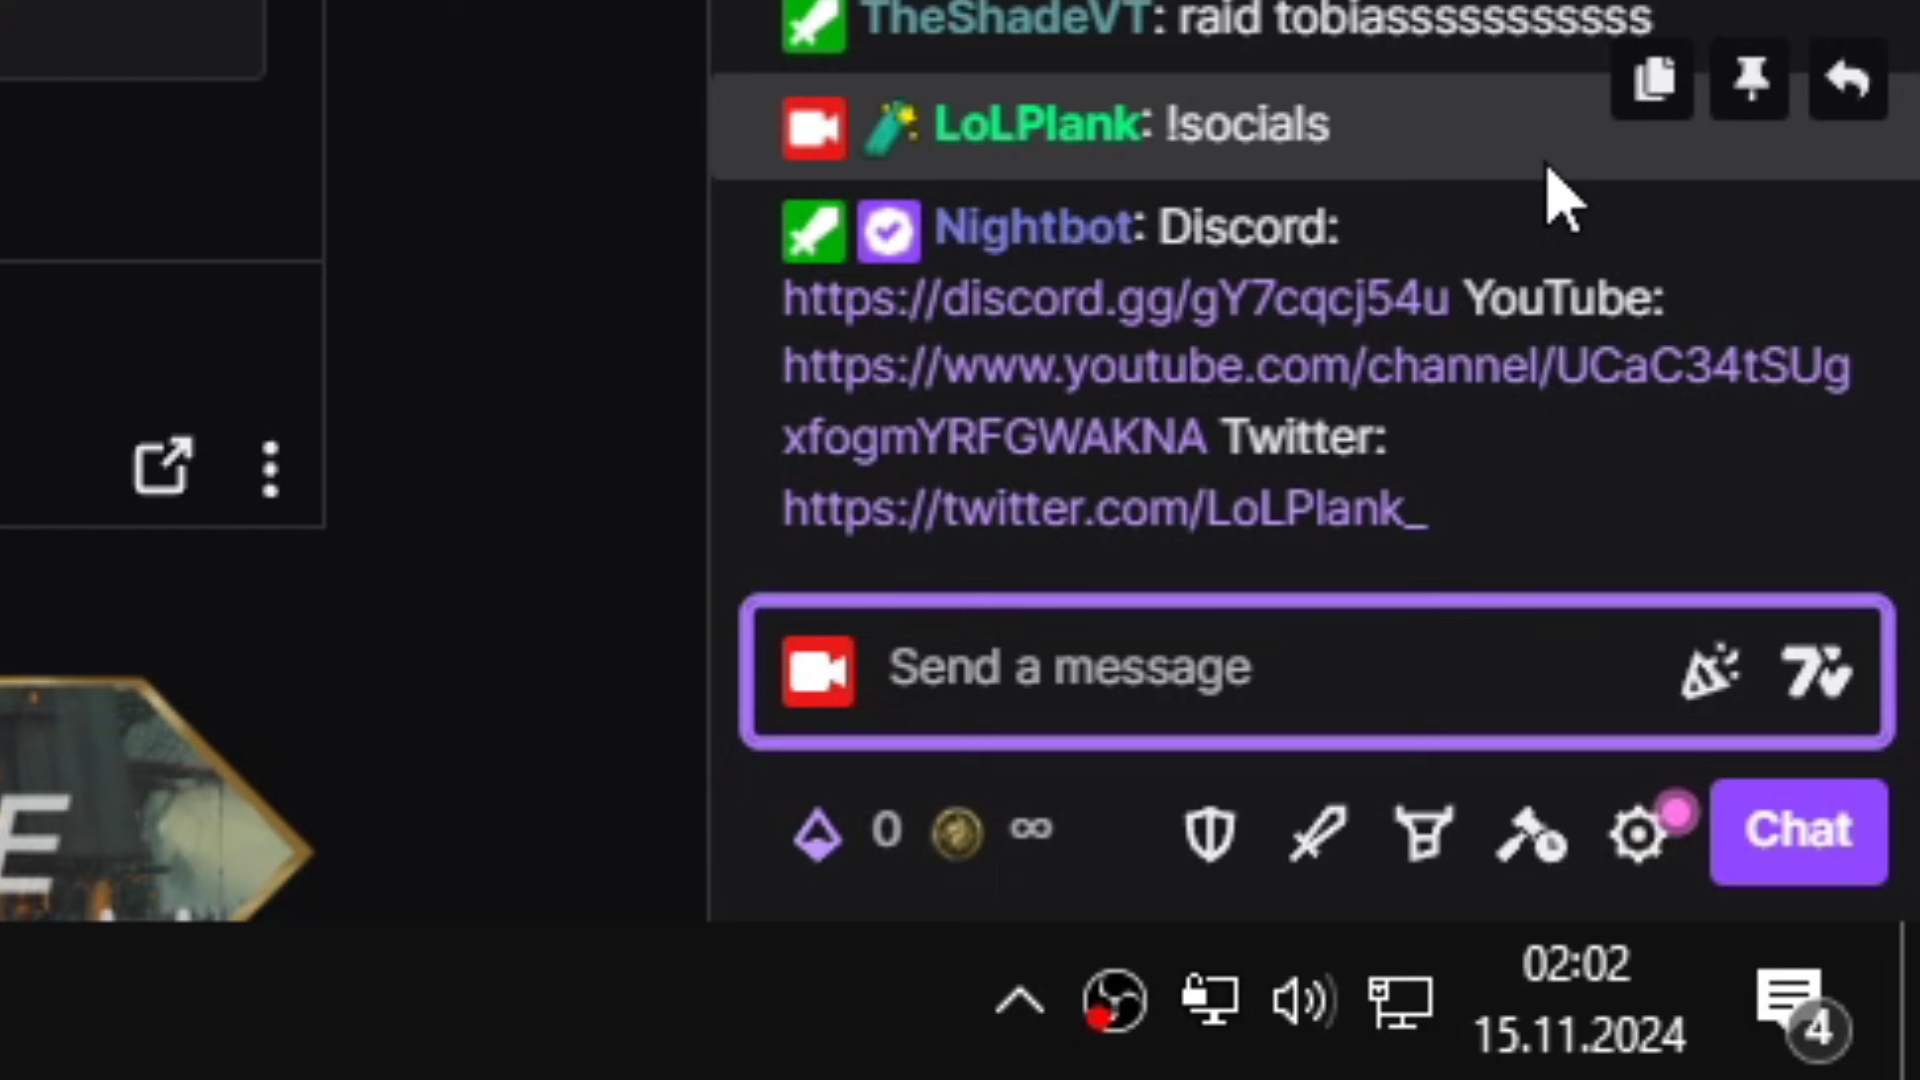 TheShadeVT: raid tobiasssssssssss
LoLPlank: !socials
Nightbot: Discord:
https://discord.gg/gY7cqcj54u YouTube:
https://www.youtube.com/channel/UCaC34tSUg
xfogmYRFGWAKNA Twitter:
https://twitter.com/LoLPlank_
Send a message
0 ∞
Chat
E
02:02
15.11.2024
4